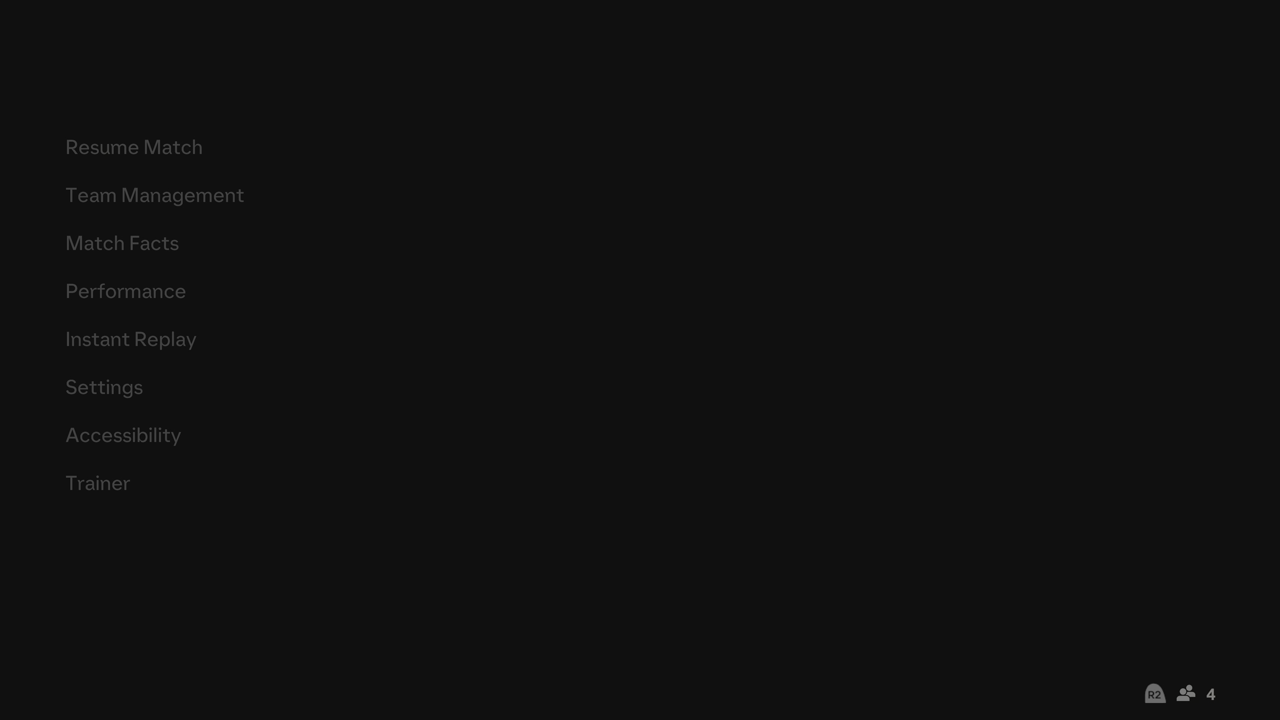 Resume Match
Team Management
Match Facts
Performance
Instant Replay
Settings
Accessibility
Trainer
R2 4